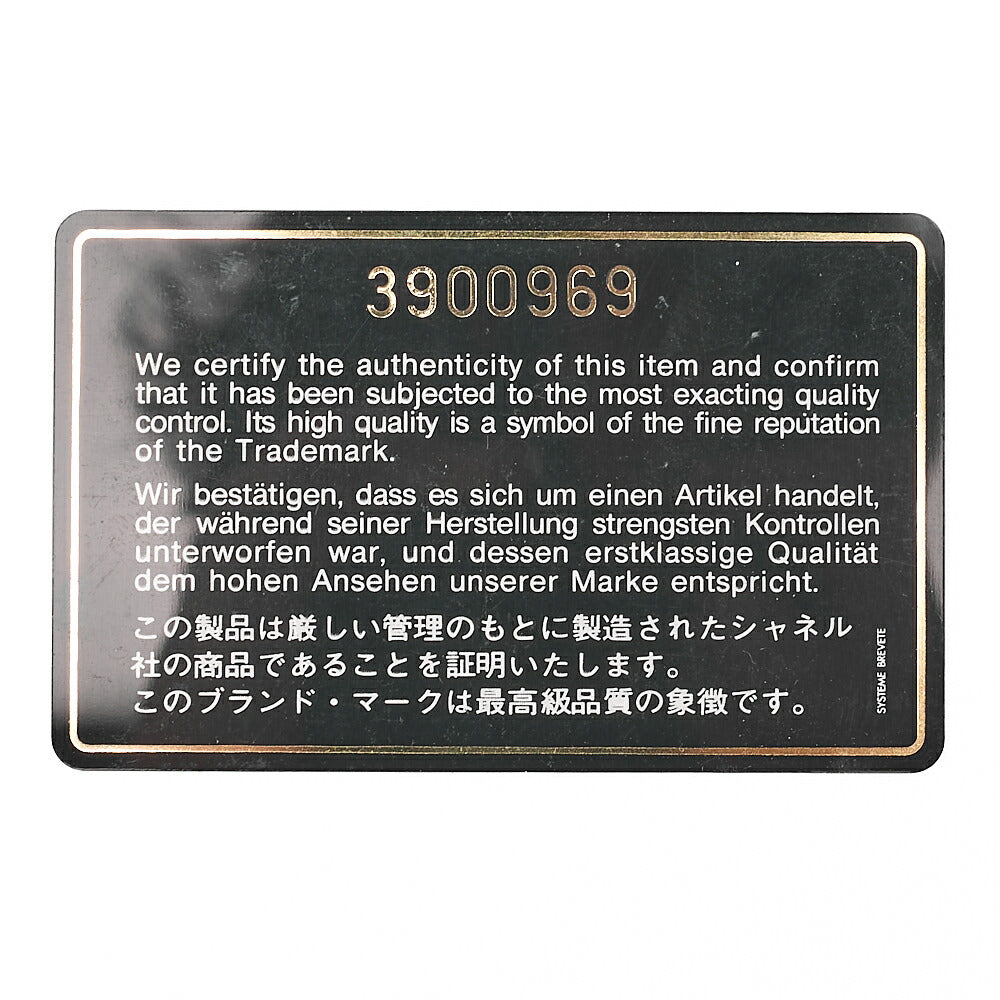 3900969
We certify the authenticity of this item and confirm
that it has been subjected to the most exacting quality
control. Its high quality is a symbol of the fine reputation
of the Trademark.
Wir bestätigen, dass es sich um einen Artikel handelt,
der während seiner Herstellung strengsten Kontrollen
unterworfen war, und dessen erstklassige Qualität
dem hohen Ansehen unserer Marke entspricht.
この製品は厳しい管理のもとに製造されたシャネル
社の商品であることを証明いたします。
このブランド・マークは最高級品質の象徴です。
SYSTEME BREVETE